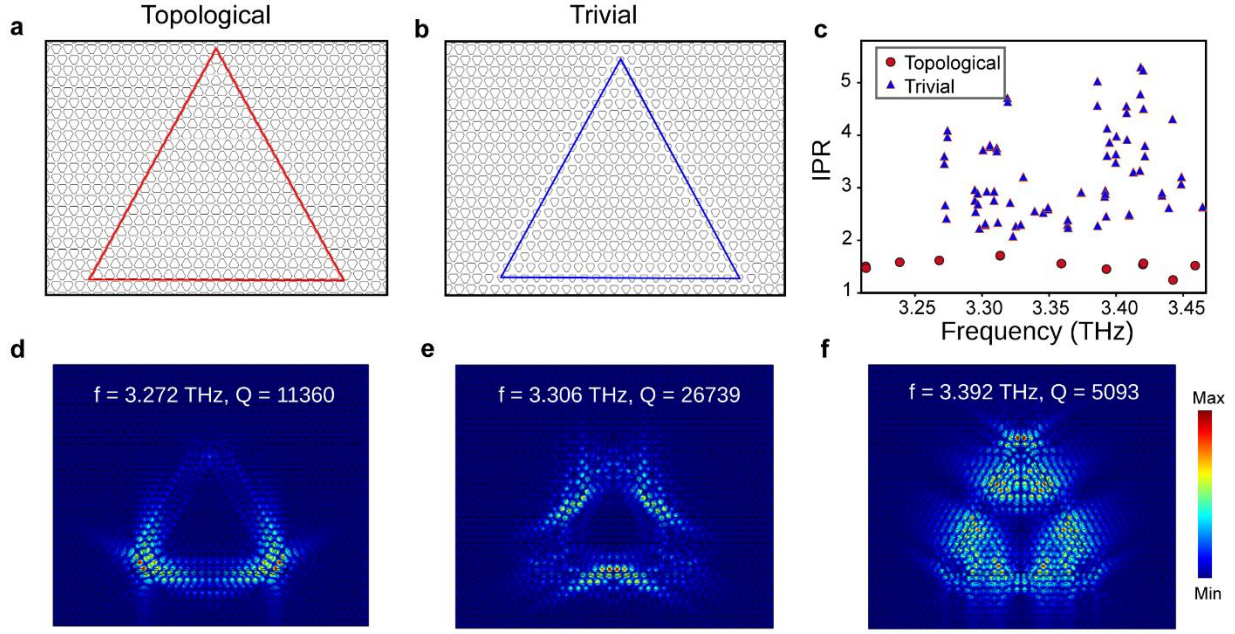 Topological
Trivial
a
b
c
Topological
Trivial
5
4
3
2
1
IPR
3.25
3.30
3.35
3.40
3.45
Frequency (THz)
d
e
f
f = 3.272 THz, Q = 11360
f = 3.306 THz, Q = 26739
f = 3.392 THz, Q = 5093
Max
Min